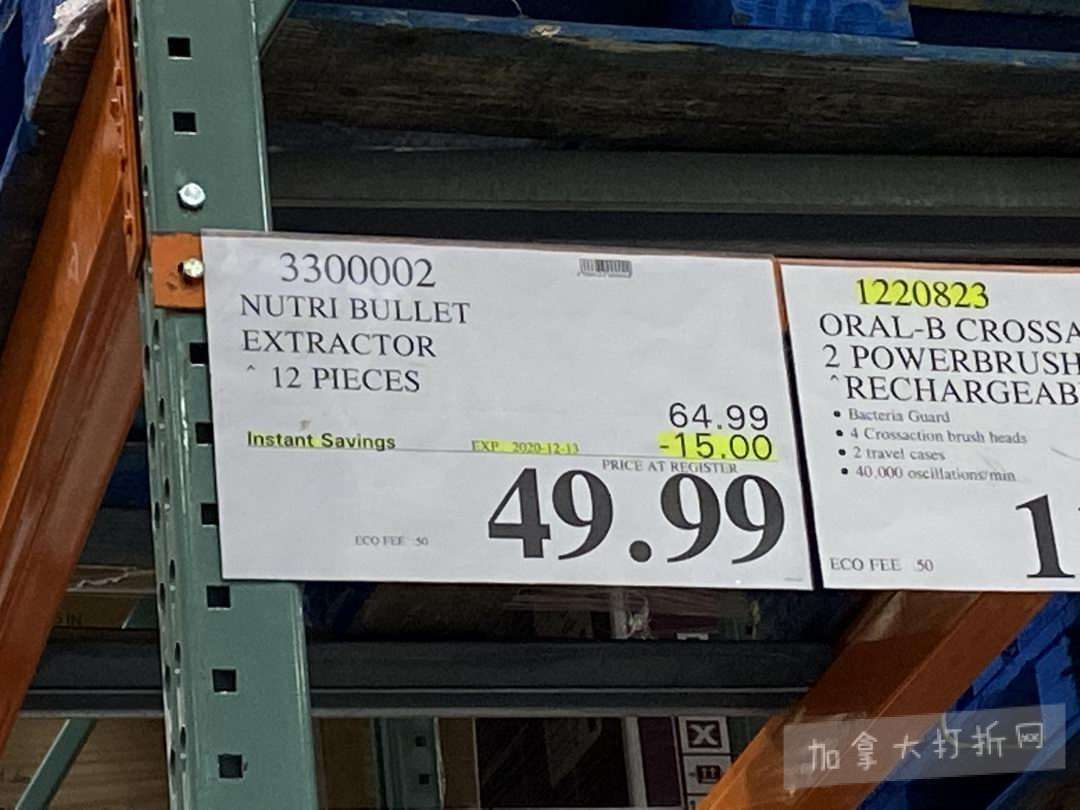 3300002
NUTRI BULLET
EXTRACTOR
^ 12 PIECES
64.99
Instant Savings EXP 2020-12-13 -15.00
PRICE AT REGISTER
49.99
ECO FEE .50
1220823
ORAL-B CROSSA
2 POWERBRUSH
^RECHARGEAB
• Bacteria Guard
• 4 Crossaction brush heads
• 2 travel cases
• 40,000 oscillations/min
1
ECO FEE .50
加拿大打折网